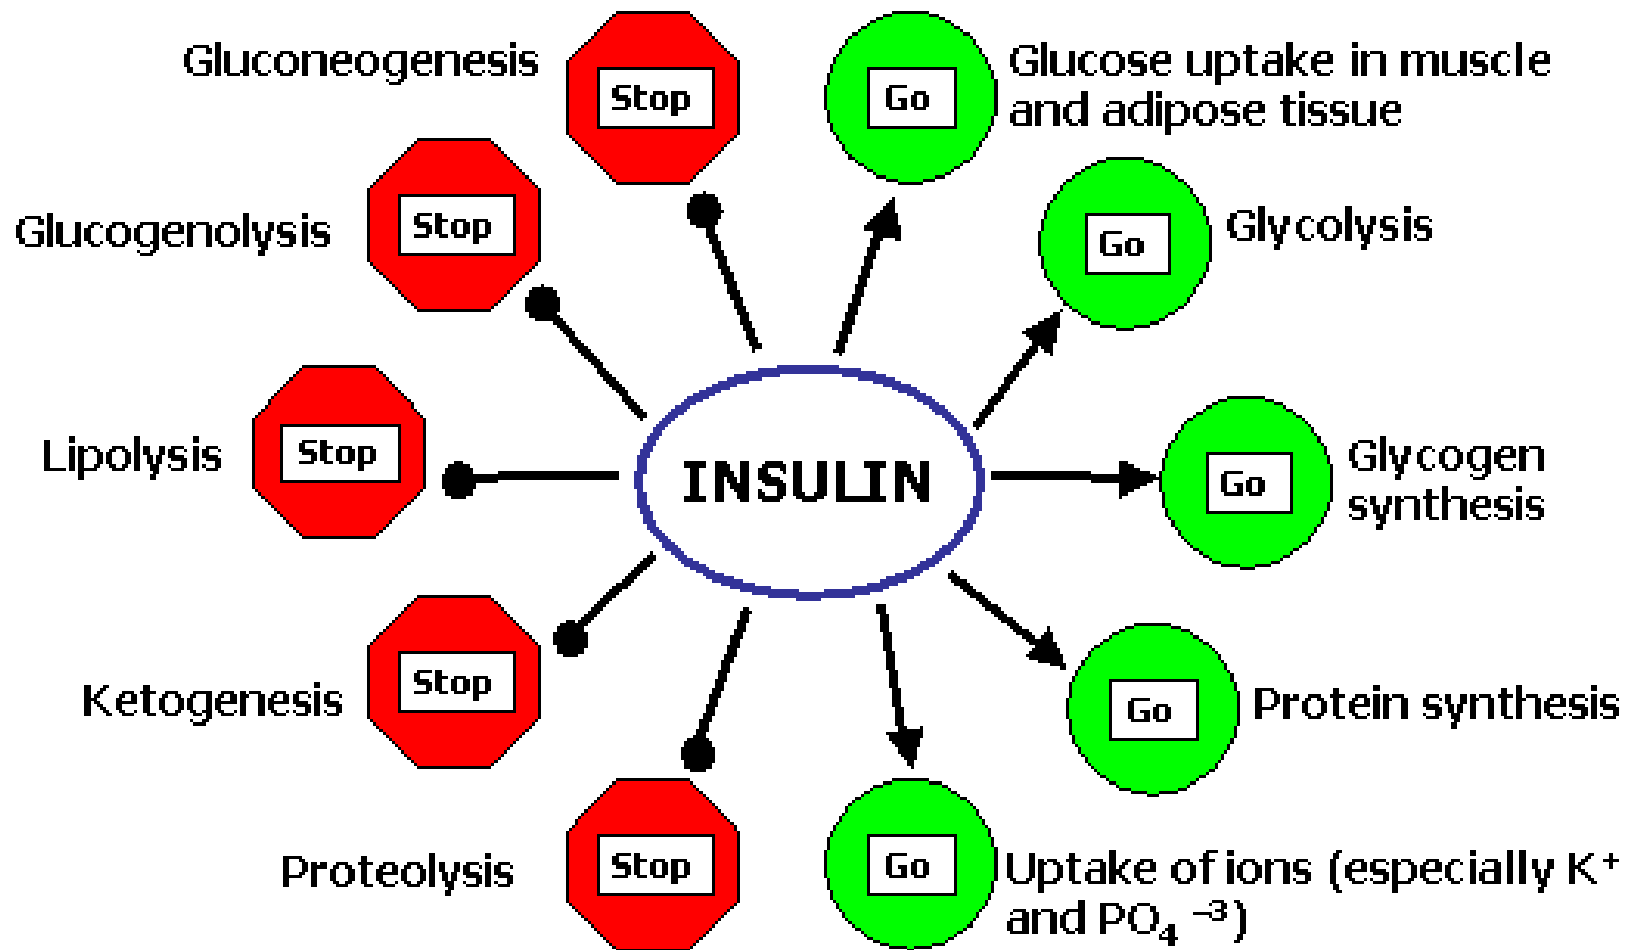 Gluconeogenesis
Stop
Go
Glucose uptake in muscle
and adipose tissue
Glucogenolysis
Stop
Go
Glycolysis
Lipolysis
Stop
INSULIN
Go
Glycogen
synthesis
Ketogenesis
Stop
Go
Protein synthesis
Proteolysis
Stop
Go
Uptake of ions (especially K⁺
and PO₄ ⁻³)